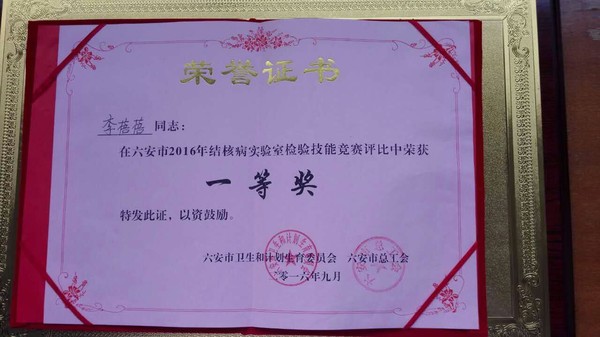 荣誉证书
李蓓蓓 同志：
在六安市2016年结核病实验室检验技能竞赛评比中荣获
一等奖
特发此证，以资鼓励。
六安市卫生和计划生育委员会 六安市总工会
二零一六年九月